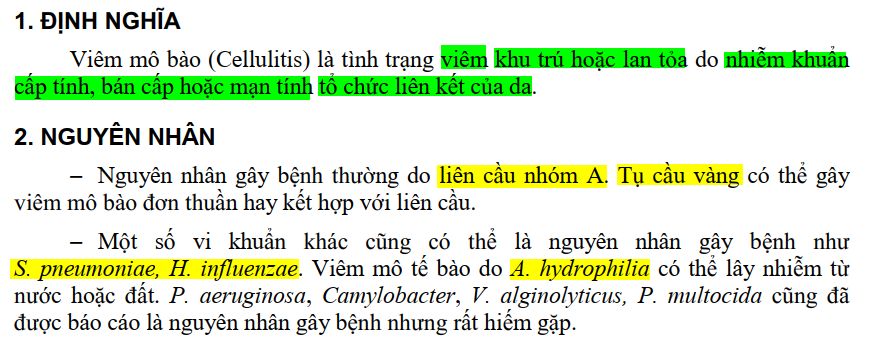 1. ĐỊNH NGHĨA
Viêm mô bào (Cellulitis) là tình trạng viêm khu trú hoặc lan tỏa do nhiễm khuẩn
cấp tính, bán cấp hoặc mạn tính tổ chức liên kết của da.
2. NGUYÊN NHÂN
– Nguyên nhân gây bệnh thường do liên cầu nhóm A. Tụ cầu vàng có thể gây
viêm mô bào đơn thuần hay kết hợp với liên cầu.
– Một số vi khuẩn khác cũng có thể là nguyên nhân gây bệnh như
S. pneumoniae, H. influenzae. Viêm mô tế bào do A. hydrophilia có thể lây nhiễm từ
nước hoặc đất. P. aeruginosa, Camylobacter, V. alginolyticus, P. multocida cũng đã
được báo cáo là nguyên nhân gây bệnh nhưng rất hiếm gặp.